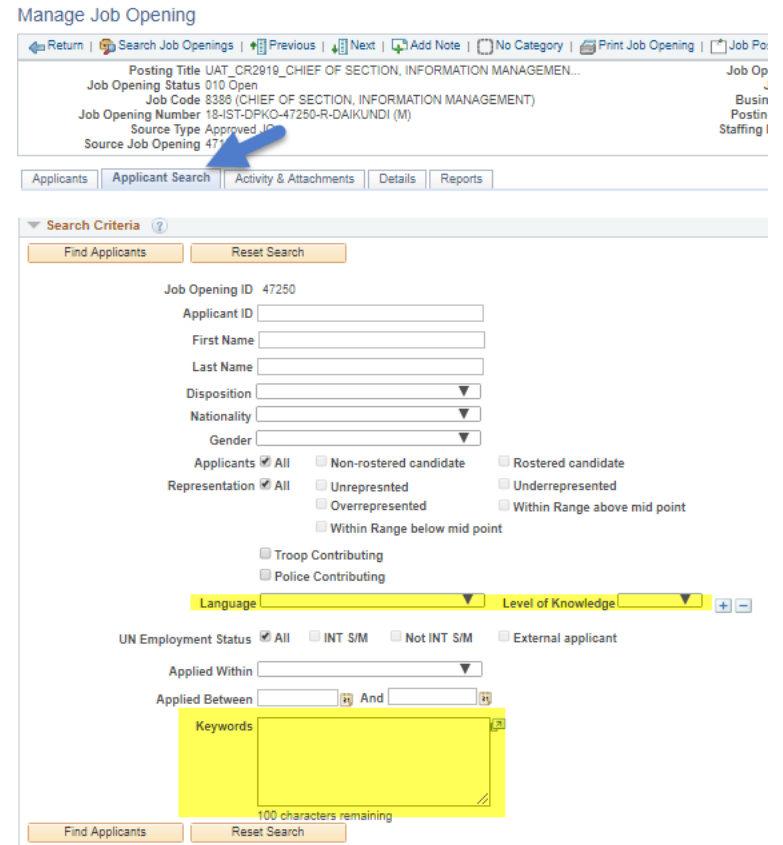 Manage Job Opening
Return | Search Job Openings | Previous | Next | Add Note | No Category | Print Job Opening | Job
Posting Title UAT_CR2919_CHIEF OF SECTION, INFORMATION MANAGEMEN... Job
Job Opening Status 010 Open
Job Code 8386 (CHIEF OF SECTION, INFORMATION MANAGEMENT)
Job Opening Number 18-IST-DPKO-47250-R-DAIKUNDI (M)
Source Type Approved Staffing
Source Job Opening
Applicants Applicant Search Activity & Attachments Details Reports
Search Criteria ?
Find Applicants Reset Search
Job Opening ID 47250
Applicant ID
First Name
Last Name
Disposition
Nationality
Gender
Applicants All Non-rostered candidate Rostered candidate
Representation All Unrepresnted Underrepresented
Overrepresented Within Range above mid point
Within Range below mid point
Troop Contributing
Police Contributing
Language Level of Knowledge + −
UN Employment Status All INT S/M Not INT S/M External applicant
Applied Within
Applied Between And
Keywords
100 characters remaining
Find Applicants Reset Search